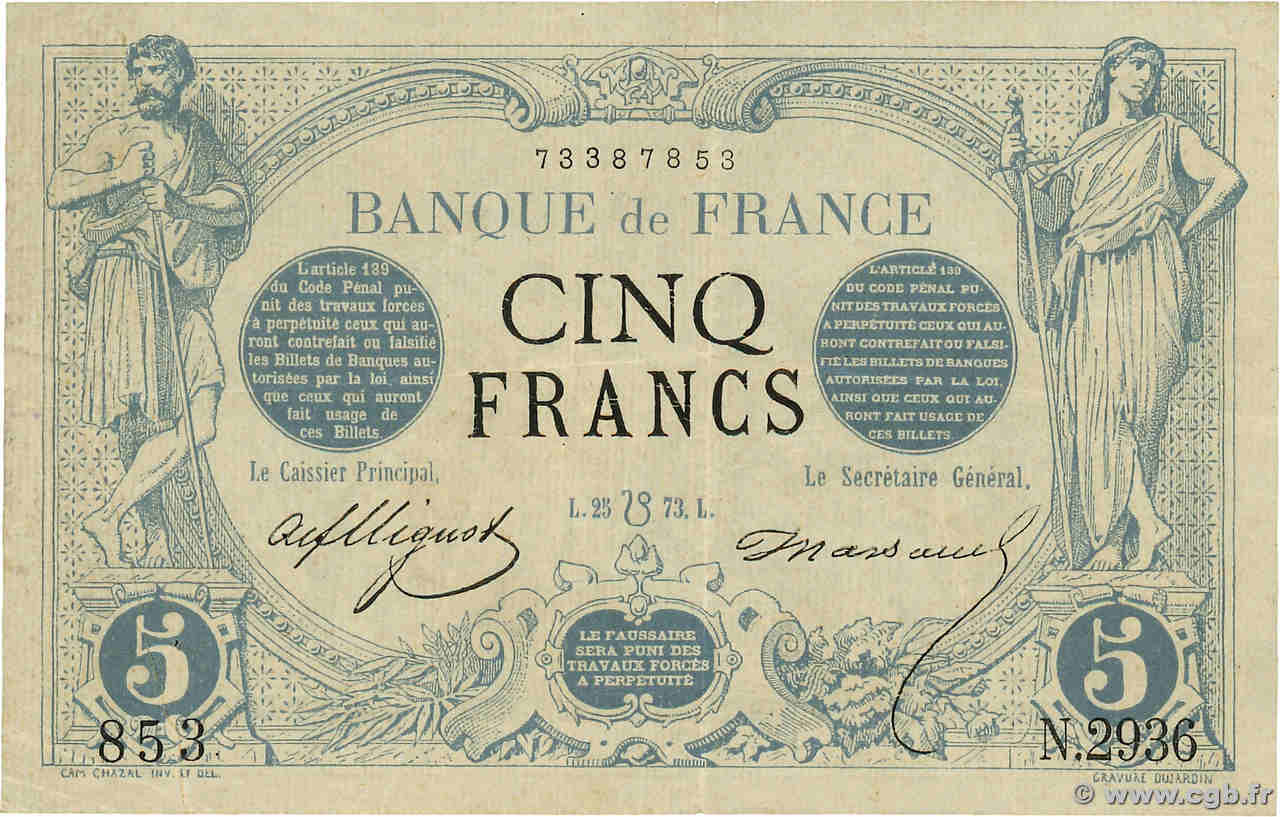 73387853
BANQUE de FRANCE
CINQ
FRANCS
L'article 139
du Code Pénal pu-
nit des travaux forces
à perpétuité ceux qui au-
ront contrefait ou falsifié
les Billets de Banques au-
torisées par la loi, ainsi
que ceux qui auront
fait usage de
ces Billets.
L'ARTICLE 139
DU CODE PÉNAL PU-
NIT DES TRAVAUX FORCÉS
A PERPÉTUITÉ CEUX QUI AU-
RONT CONTREFAIT OU FALSI-
FIÉ LES BILLETS DE BANQUES
AUTORISÉES PAR LA LOI,
AINSI QUE CEUX QUI AU-
RONT FAIT USAGE DE
CES BILLETS
Le Caissier Principal,
Le Secrétaire Général,
L.25 73. L.
Mignot
LE FAUSSAIRE
SERA PUNI DES
TRAVAUX FORCÉS
A PERPÉTUITÉ
5
5
853.
N.2936
CAM CHAZAL INV. ET DEL.
GRAVURE DUJARDIN
© www.cgb.fr